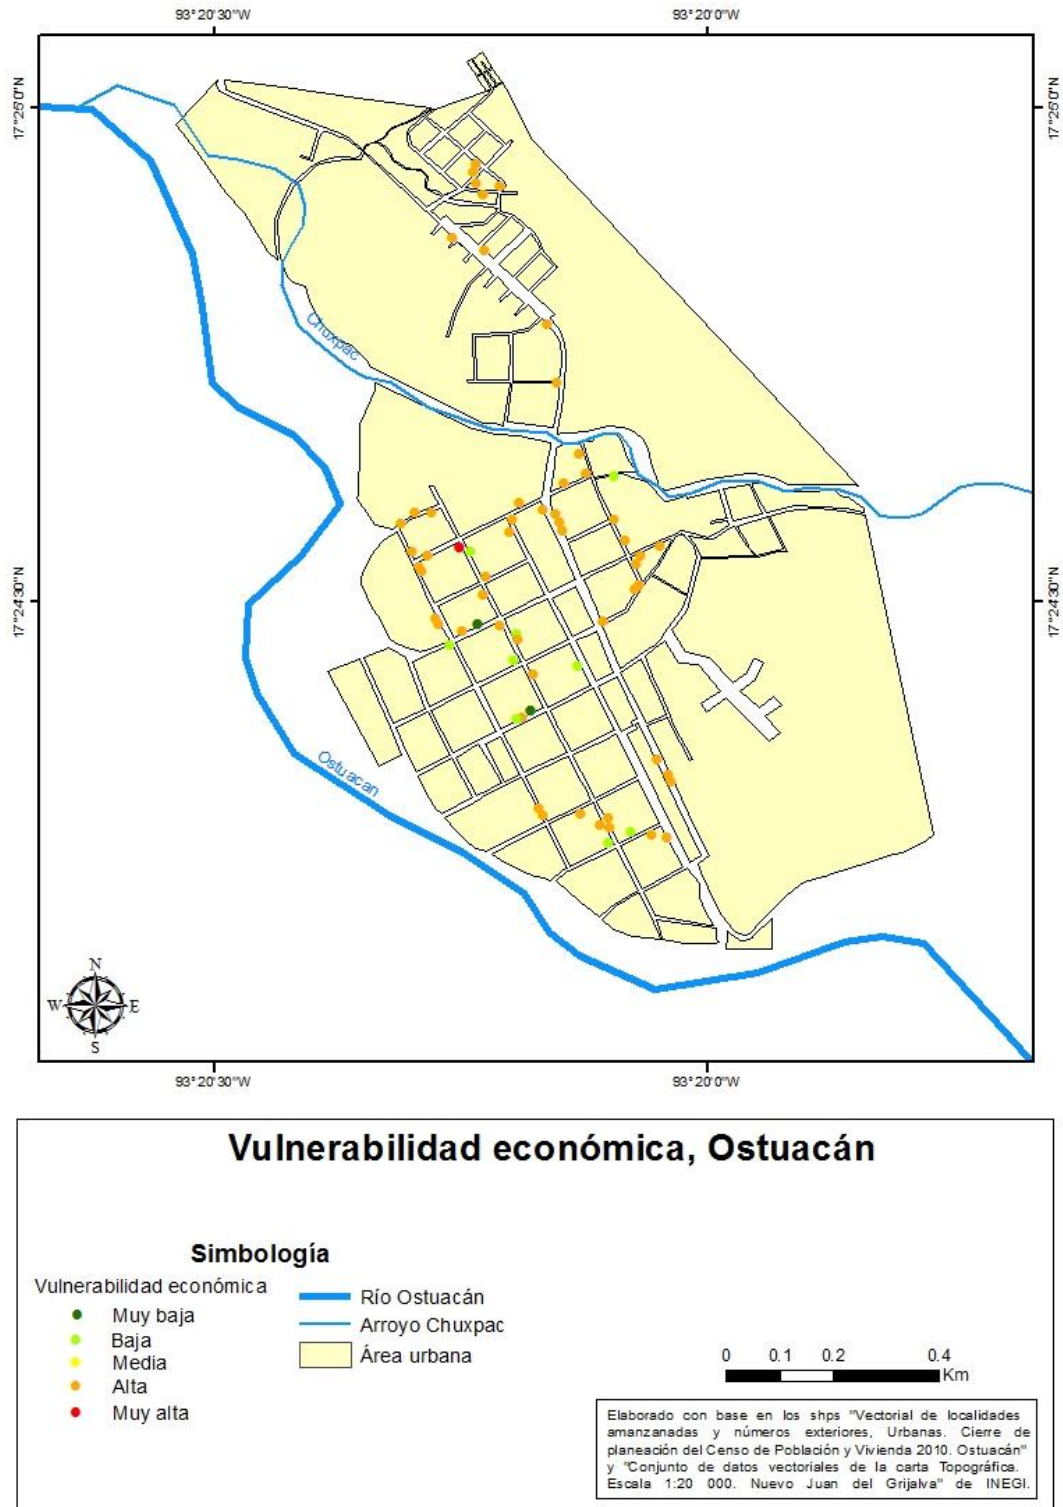 93°20'30"W
93°20'0"W
17°25'0"N
17°25'0"N
Chuxpac
17°24'30"N
17°24'30"N
Ostuacan
N
W
E
S
93°20'30"W
93°20'0"W
Vulnerabilidad económica, Ostuacán
Simbología
Vulnerabilidad económica
Muy baja
Baja
Media
Alta
Muy alta
Río Ostuacán
Arroyo Chuxpac
Área urbana
0 0.1 0.2 0.4
Km
Elaborado con base en los shps "Vectorial de localidades
amanzanadas y números exteriores, Urbanas. Cierre de
planeación del Censo de Población y Vivienda 2010. Ostuacán"
y "Conjunto de datos vectoriales de la carta Topográfica.
Escala 1:20 000. Nuevo Juan del Grijalva" de INEGI.